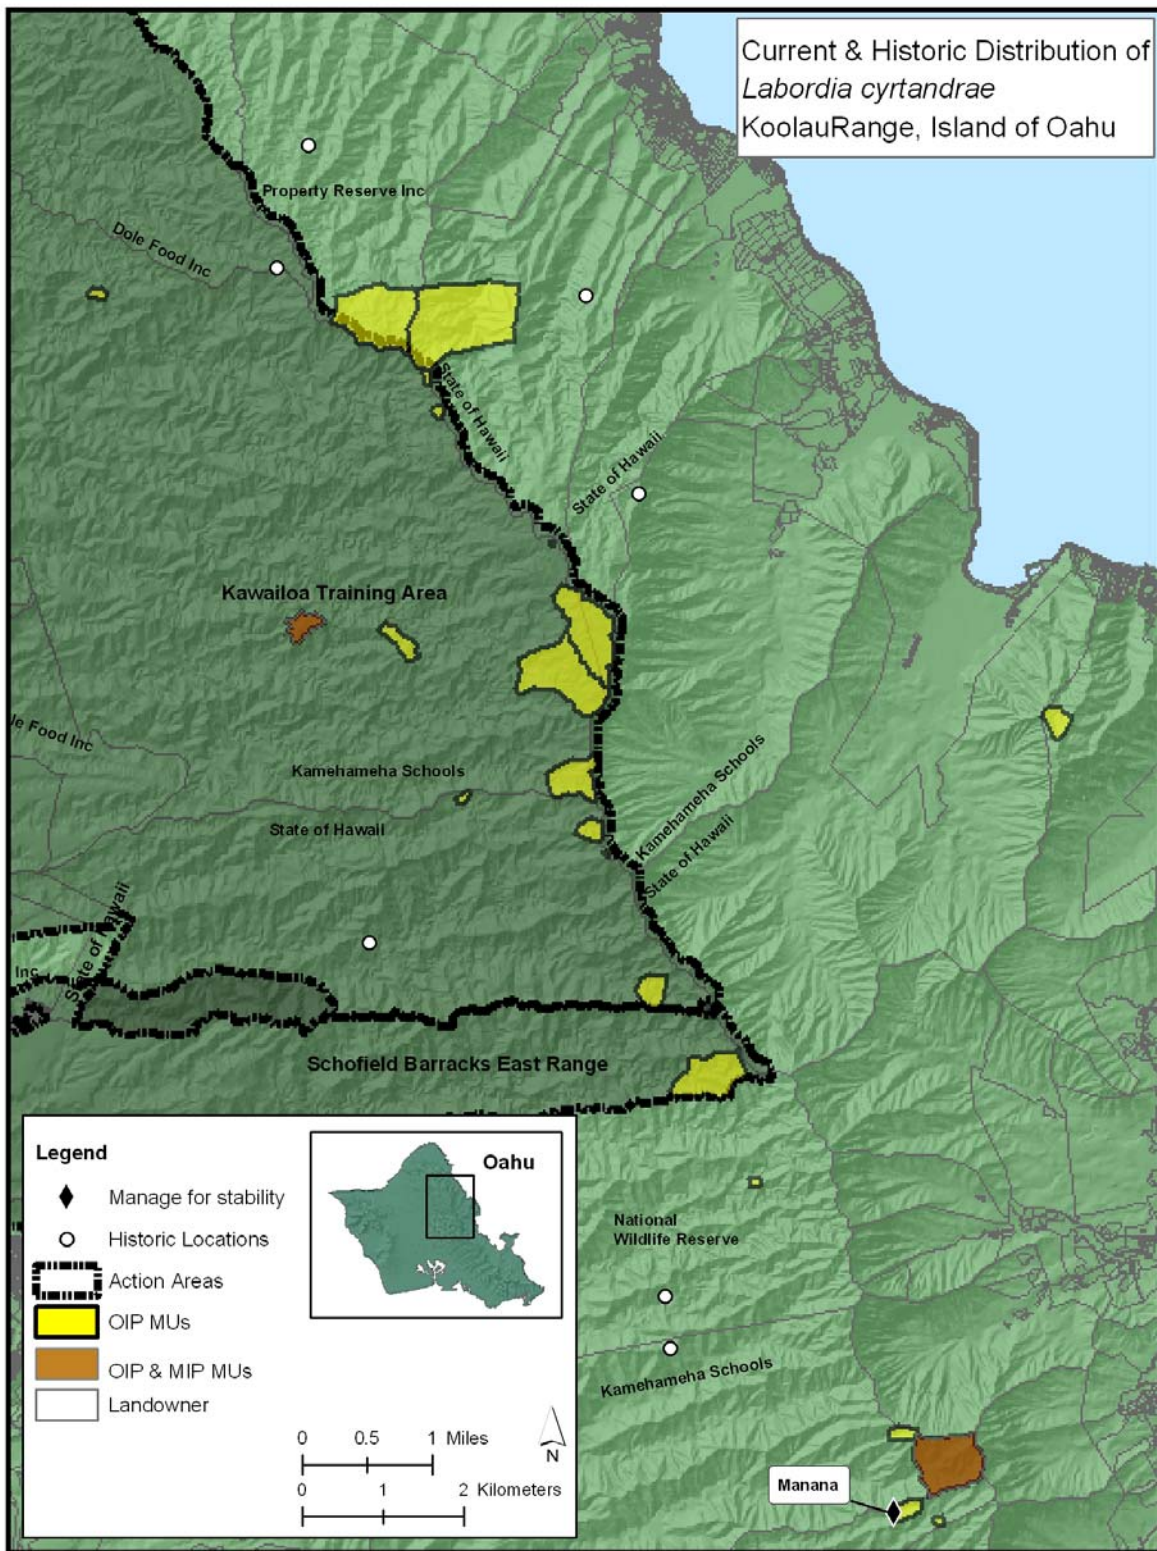 Current & Historic Distribution of
Labordia cyrtandrae
KoolauRange, Island of Oahu
Property Reserve Inc
Dole Food Inc
State of Hawaii
State of Hawaii
Kawailoa Training Area
le Food Inc
Kamehameha Schools
State of Hawaii
Kamehameha Schools
State of Hawaii
State of Hawaii
Inc
Schofield Barracks East Range
National
Wildlife Reserve
Kamehameha Schools
Manana
Legend
Manage for stability
Historic Locations
Action Areas
OIP MUs
OIP & MIP MUs
Landowner
Oahu
0 0.5 1 Miles
0 1 2 Kilometers
N